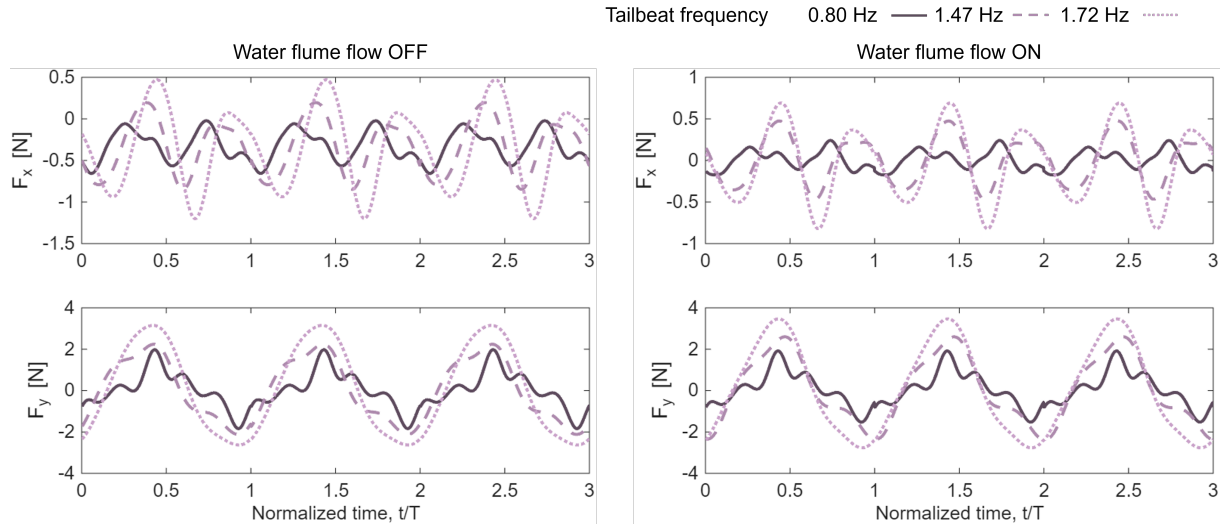 Tailbeat frequency 0.80 Hz 1.47 Hz 1.72 Hz
Water flume flow OFF
0.5
0
-0.5
-1
-1.5
Fx [N]
0 0.5 1 1.5 2 2.5 3
4
2
0
-2
-4
Fy [N]
0 0.5 1 1.5 2 2.5 3
Normalized time, t/T
Water flume flow ON
1
0.5
0
-0.5
-1
Fx [N]
0 0.5 1 1.5 2 2.5 3
4
2
0
-2
-4
Fy [N]
0 0.5 1 1.5 2 2.5 3
Normalized time, t/T